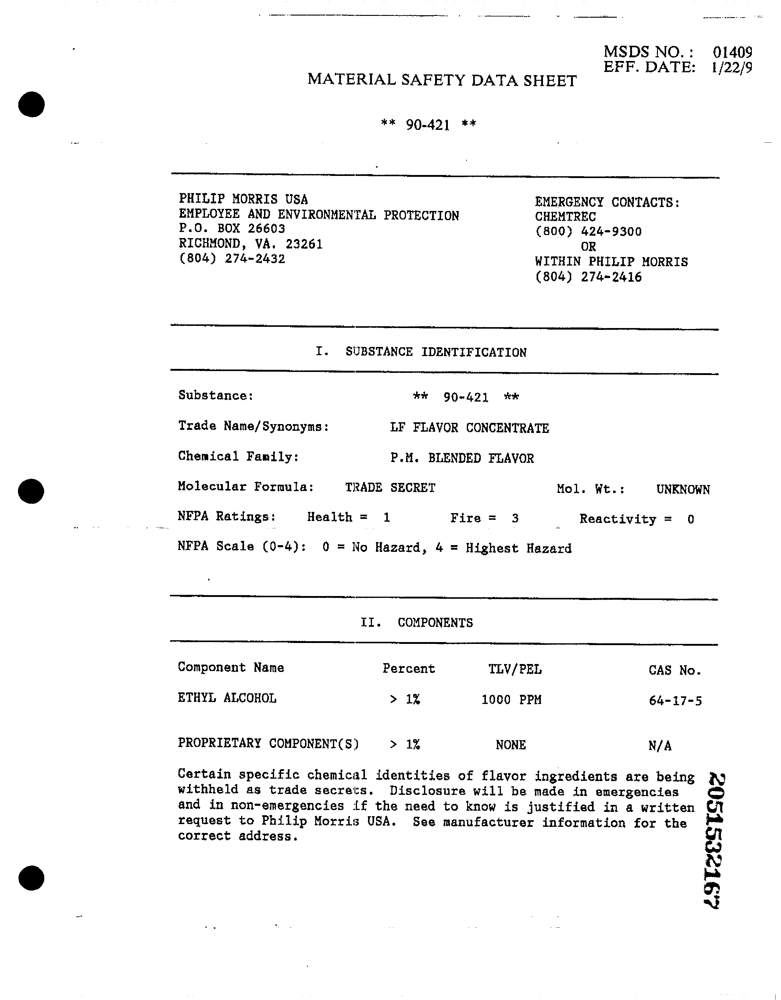 MSDS NO. : 01409
EFF. DATE: 1/22/9
MATERIAL SAFETY DATA SHEET
** 90-421 **
PHILIP MORRIS USA
EMPLOYEE AND ENVIRONMENTAL PROTECTION
P.O. BOX 26603
RICHMOND, VA. 23261
(804) 274-2432
EMERGENCY CONTACTS:
CHEMTREC
(800) 424-9300
OR
WITHIN PHILIP MORRIS
(804) 274-2416
I. SUBSTANCE IDENTIFICATION
Substance: ** 90-421 **
Trade Name/Synonyms: LF FLAVOR CONCENTRATE
Chemical Family: P.M. BLENDED FLAVOR
Molecular Formula: TRADE SECRET Mol. Wt.: UNKNOWN
NFPA Ratings: Health = 1 Fire = 3 Reactivity = 0
NFPA Scale (0-4): 0 = No Hazard, 4 = Highest Hazard
II. COMPONENTS
Component Name Percent TLV/PEL CAS No.
ETHYL ALCOHOL > 1% 1000 PPM 64-17-5
PROPRIETARY COMPONENT(S) > 1% NONE N/A
Certain specific chemical identities of flavor ingredients are being
withheld as trade secrets. Disclosure will be made in emergencies
and in non-emergencies if the need to know is justified in a written
request to Philip Morris USA. See manufacturer information for the
correct address.
2051532167